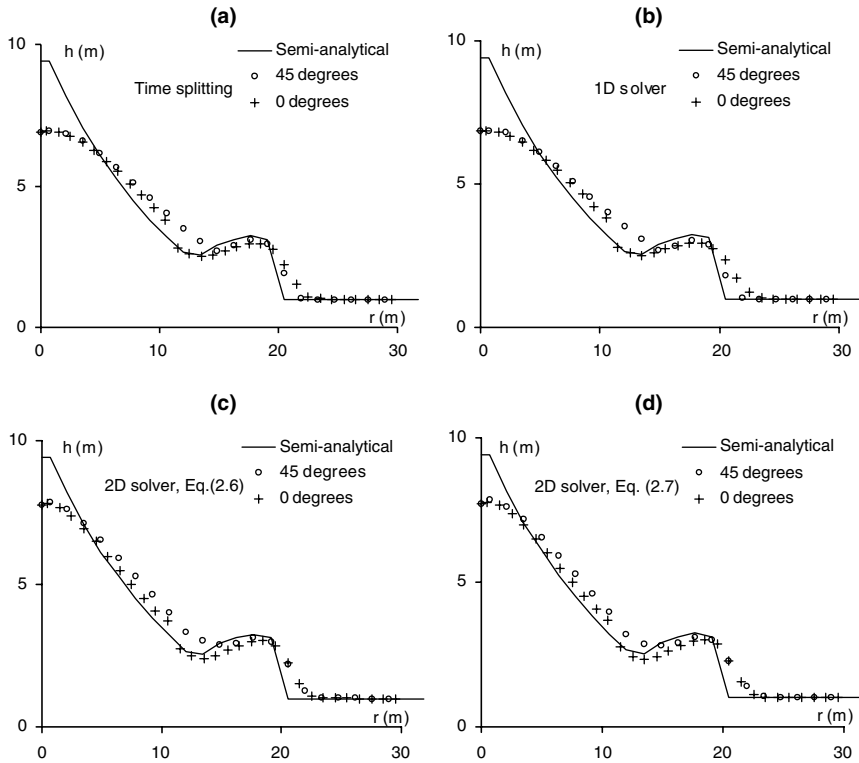 (a)
10
h (m)
Semi-analytical
45 degrees
0 degrees
Time splitting
5
0
r (m)
0 10 20 30
(b)
10
h (m)
Semi-analytical
45 degrees
0 degrees
1D solver
5
0
r (m)
0 10 20 30
(c)
10
h (m)
Semi-analytical
45 degrees
0 degrees
2D solver, Eq.(2.6)
5
0
r (m)
0 10 20 30
(d)
10
h (m)
Semi-analytical
45 degrees
0 degrees
2D solver, Eq. (2.7)
5
0
r (m)
0 10 20 30